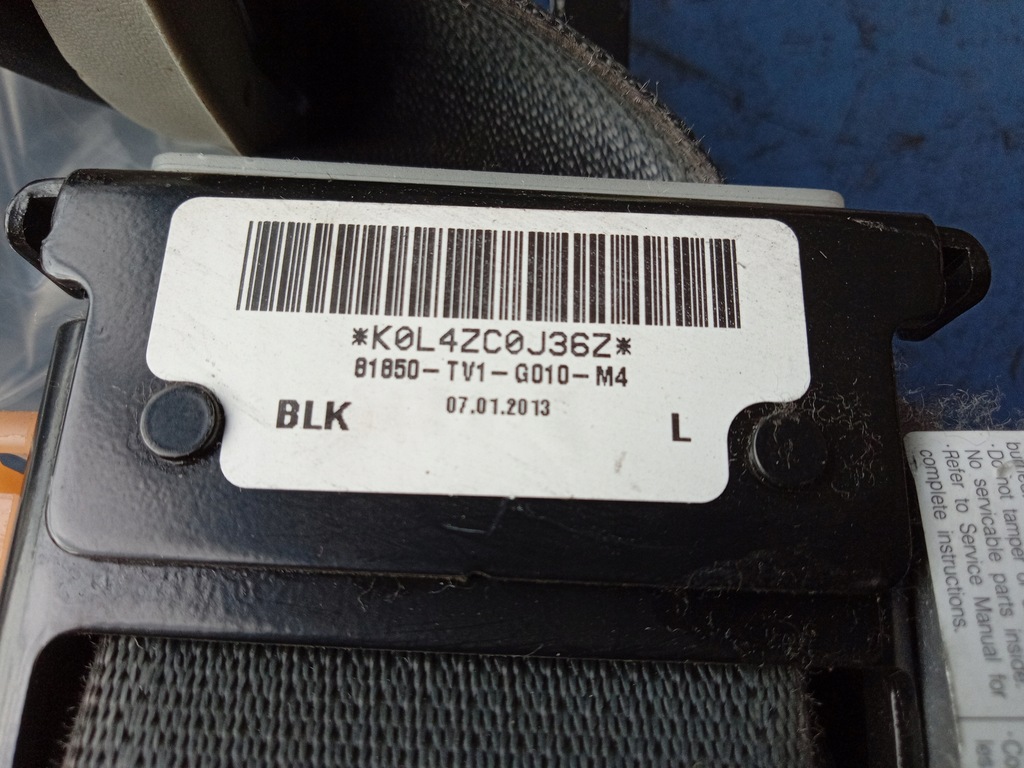 *K0L4ZC0J36Z*
81850-TV1-G010-M4
07.01.2013
BLK
L
·Do not tamper or
No servicable parts inside.
·Refer to Service Manual for
complete instructions.